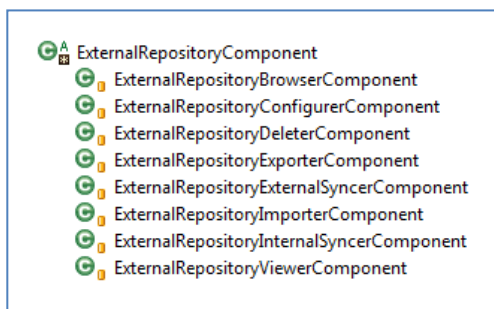 ExternalRepositoryComponent
ExternalRepositoryBrowserComponent
ExternalRepositoryConfigurerComponent
ExternalRepositoryDeleterComponent
ExternalRepositoryExporterComponent
ExternalRepositoryExternalSyncerComponent
ExternalRepositoryImporterComponent
ExternalRepositoryInternalSyncerComponent
ExternalRepositoryViewerComponent